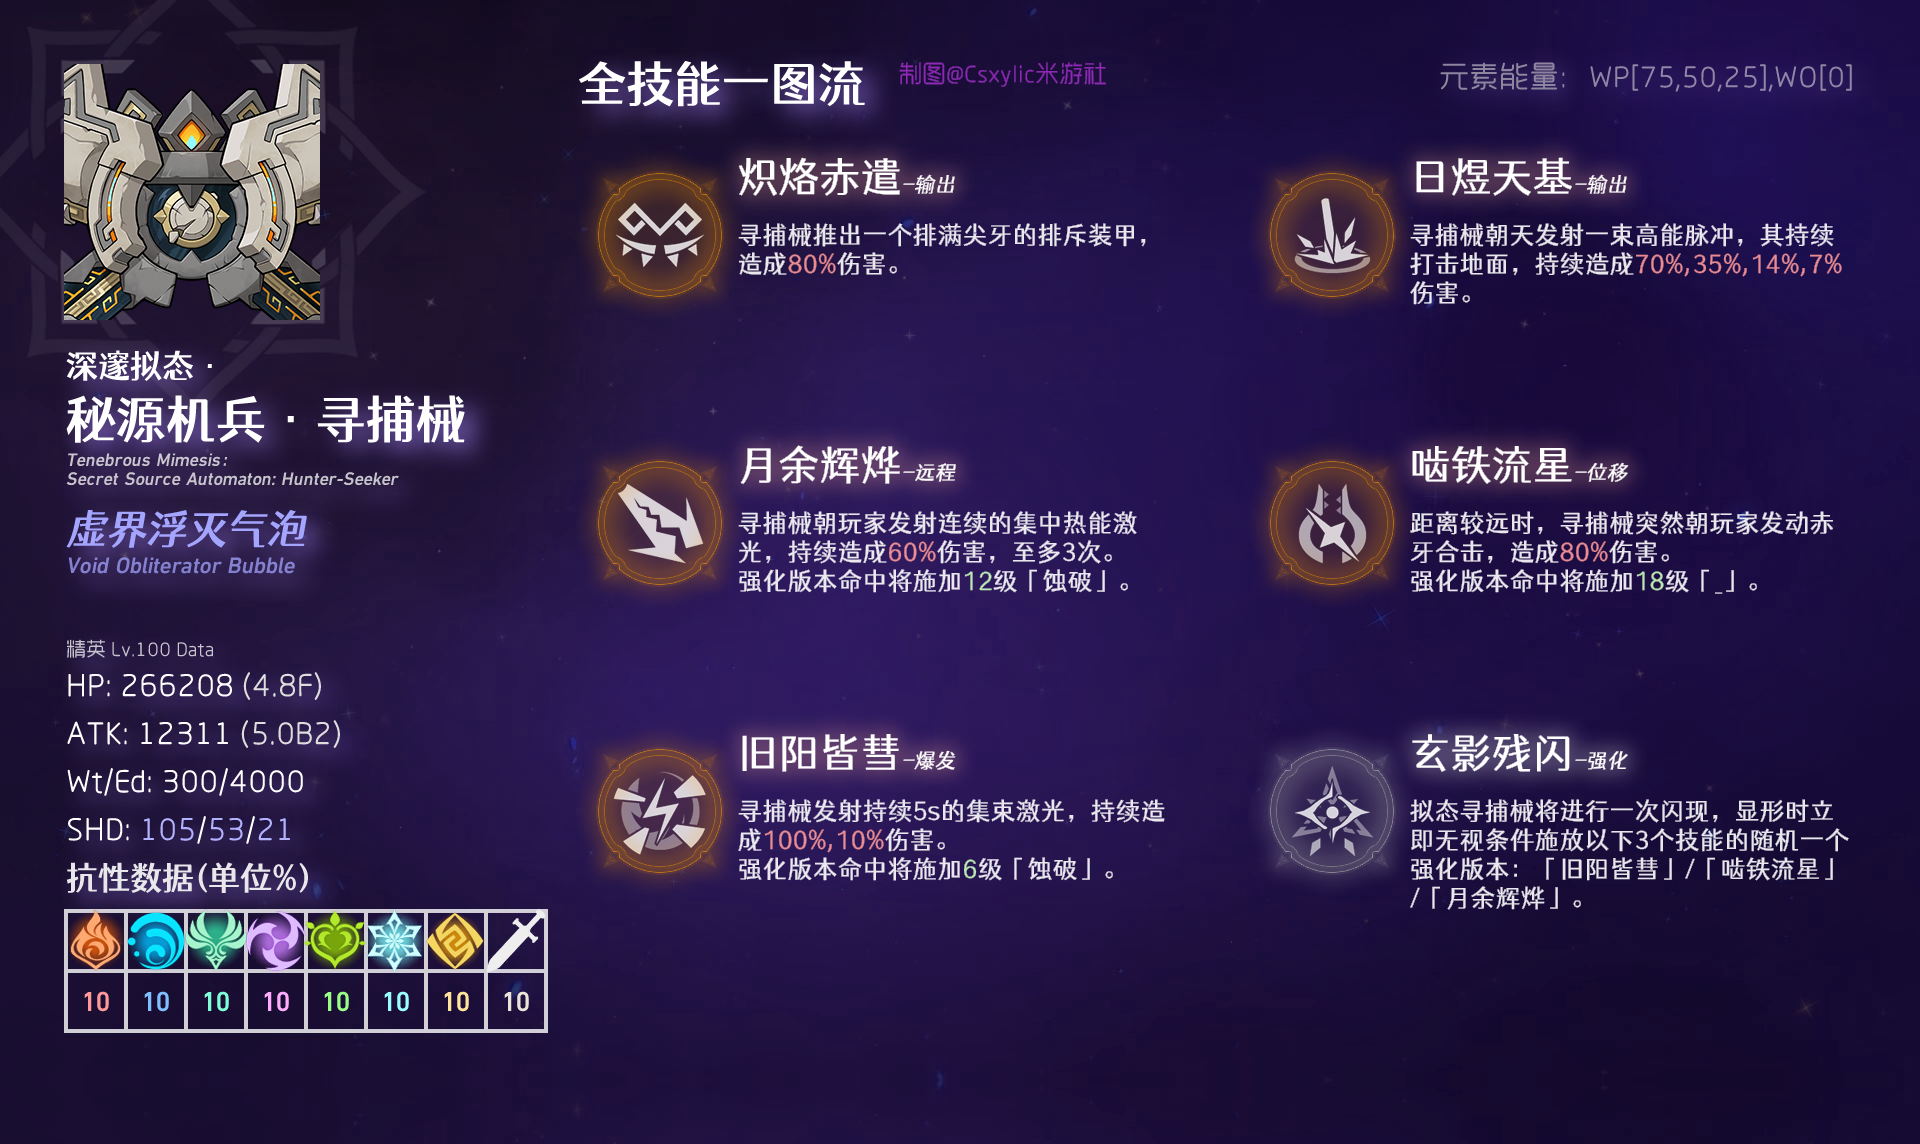 全技能一图流
制图@Csxylic米游社
元素能量: WP[75,50,25],WO[0]
深邃拟态 ·
秘源机兵 · 寻捕械
Tenebrous Mimesis:
Secret Source Automaton: Hunter-Seeker
虚界浮灭气泡
Void Obliterator Bubble
精英 Lv.100 Data
HP: 266208 (4.8F)
ATK: 12311 (5.0B2)
Wt/Ed: 300/4000
SHD: 105/53/21
抗性数据(单位%)
10 10 10 10 10 10 10 10
炽烙赤遣-输出
寻捕械推出一个排满尖牙的排斥装甲，
造成80%伤害。
日煜天基-输出
寻捕械朝天发射一束高能脉冲，其持续
打击地面，持续造成70%,35%,14%,7%
伤害。
月余辉烨-远程
寻捕械朝玩家发射连续的集中热能激
光，持续造成60%伤害，至多3次。
强化版本命中将施加12级「蚀破」。
啮铁流星-位移
距离较远时，寻捕械突然朝玩家发动赤
牙合击，造成80%伤害。
强化版本命中将施加18级「_」。
旧阳皆彗-爆发
寻捕械发射持续5s的集束激光，持续造
成100%,10%伤害。
强化版本命中将施加6级「蚀破」。
玄影残闪-强化
拟态寻捕械将进行一次闪现，显形时立
即无视条件施放以下3个技能的随机一个
强化版本：「旧阳皆彗」/「啮铁流星」
/「月余辉烨」。